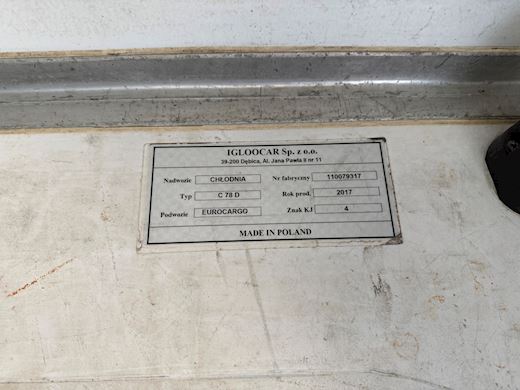 IGLOOCAR Sp. z o.o.
39-200 Dębica, Al. Jana Pawła II nr 11
Nadwozie CHŁODNIA Nr fabryczny 110079317
Typ C 78 D Rok prod. 2017
Podwozie EUROCARGO Znak KJ 4
MADE IN POLAND